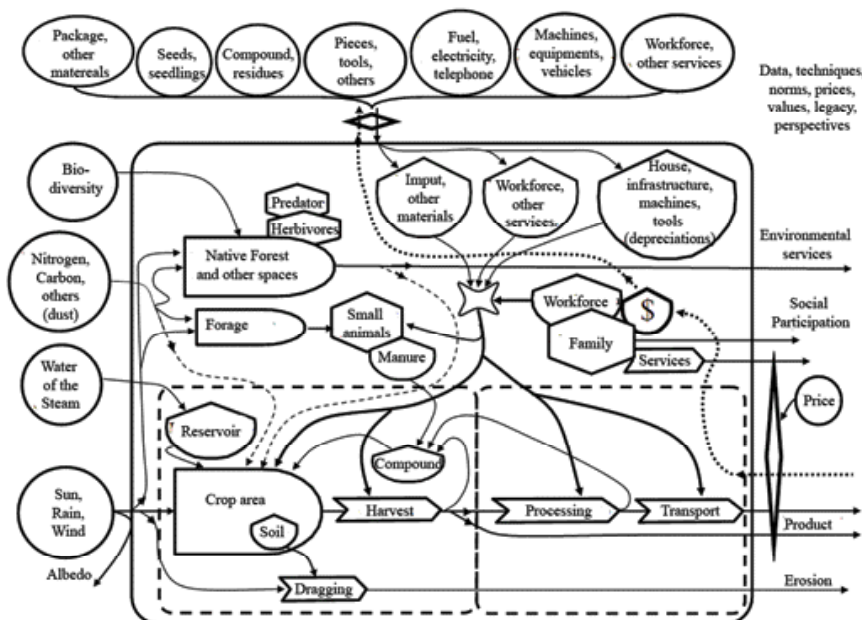 Package,
other
matereals
Seeds,
seedlings
Compound,
residues
Pieces,
tools,
others
Fuel,
electricity,
telephone
Machines,
equipments,
vehicles
Workforce,
other services
Data, techniques,
norms, prices,
values, legacy,
perspectives
Bio-
diversity
Predator
Herbivores
Imput,
other
materials
Workforce,
other
services.
House,
infrastructure,
machines,
tools
(depreciations)
Native Forest
and other spaces
Environmental
services
Nitrogen,
Carbon,
others
(dust)
Forage
Small
animals
Manure
Workforce
$
Family
Services
Social
Participation
Water
of the
Steam
Reservoir
Compound
Price
Sun,
Rain,
Wind
Crop area
Soil
Harvest
Processing
Transport
Product
Albedo
Dragging
Erosion